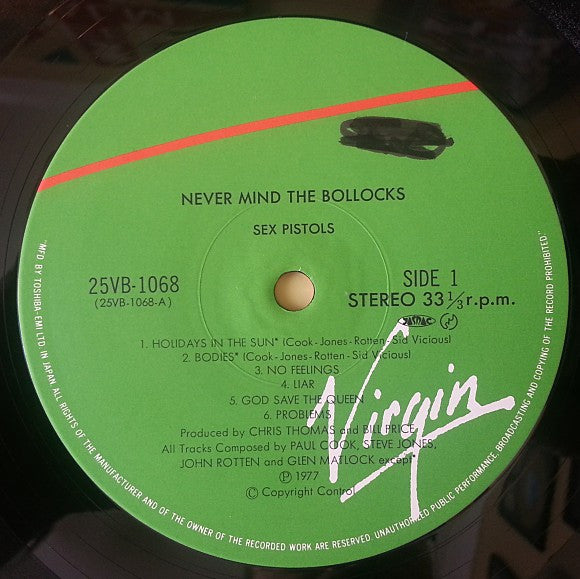 NEVER MIND THE BOLLOCKS
SEX PISTOLS
25VB-1068
(25VB-1068-A)
SIDE 1
STEREO 33 1/3 r.p.m.
JASRAC
1. HOLIDAYS IN THE SUN* (Cook-Jones-Rotten-Sid Vicious)
2. BODIES* (Cook-Jones-Rotten-Sid Vicious)
3. NO FEELINGS
4. LIAR
5. GOD SAVE THE QUEEN
6. PROBLEMS
Produced by CHRIS THOMAS and BILL PRICE
All Tracks Composed by PAUL COOK, STEVE JONES,
JOHN ROTTEN and GLEN MATLOCK except*
Ⓟ 1977
© Copyright Control
Virgin
"MFD. BY TOSHIBA-EMI LTD. IN JAPAN ALL RIGHTS OF THE MANUFACTURER AND OF THE OWNER OF THE RECORDED WORK ARE RESERVED. UNAUTHORIZED PUBLIC PERFORMANCE, BROADCASTING AND COPYING OF THE RECORD PROHIBITED."